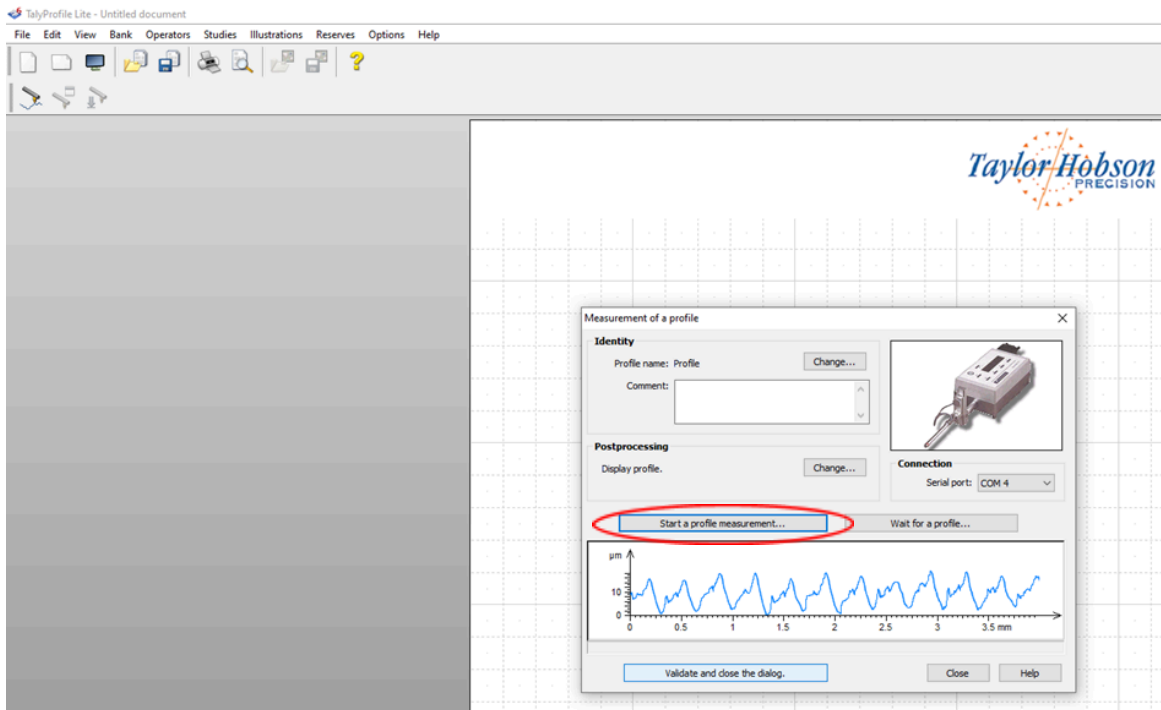 TalyProfile Lite - Untitled document
File Edit View Bank Operators Studies Illustrations Reserves Options Help
Taylor Hobson
PRECISION
Measurement of a profile
Identity
Profile name: Profile
Change...
Comment:
Postprocessing
Display profile.
Change...
Connection
Serial port: COM 4
Start a profile measurement...
Wait for a profile...
µm
10
0
0 0.5 1 1.5 2 2.5 3 3.5 mm
Validate and close the dialog.
Close
Help